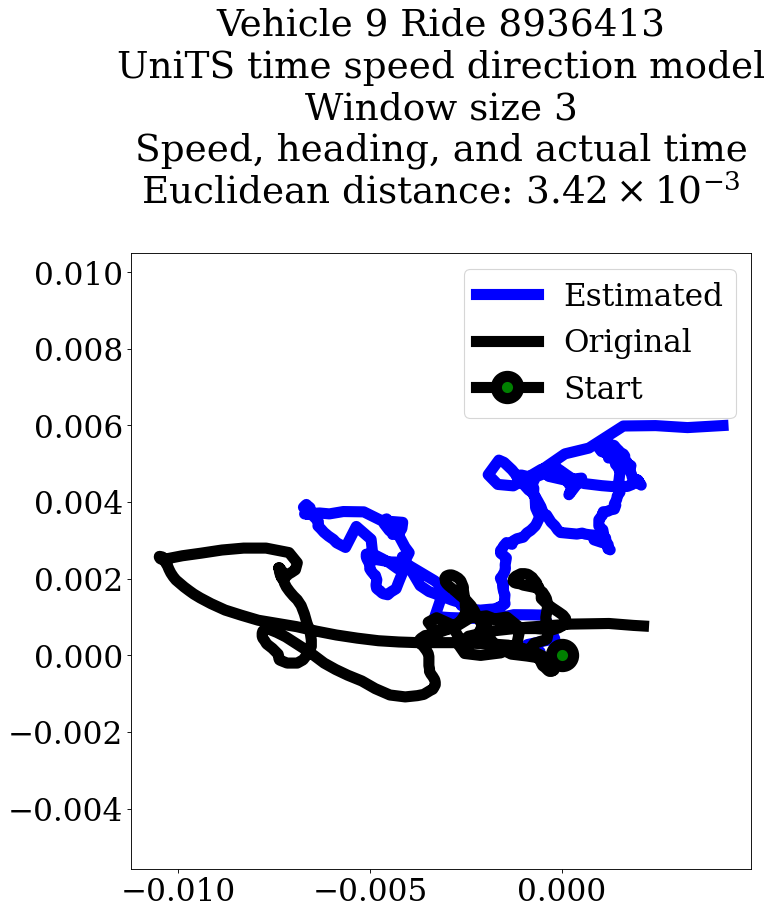 Vehicle 9 Ride 8936413
UniTS time speed direction model
Window size 3
Speed, heading, and actual time
Euclidean distance: 3.42 × 10⁻³
Estimated
Original
Start
0.010
0.008
0.006
0.004
0.002
0.000
−0.002
−0.004
−0.010
−0.005
0.000